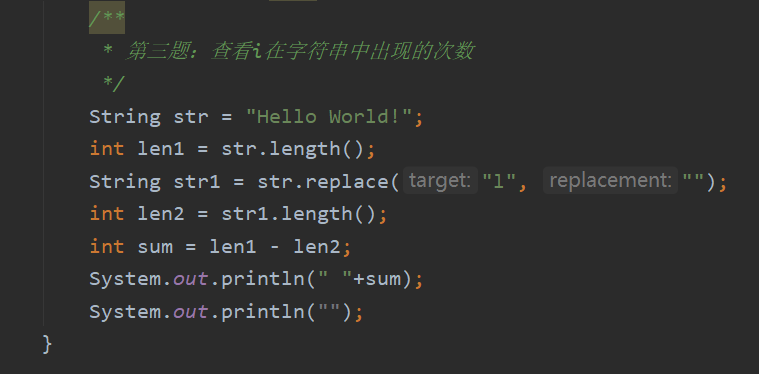 /**
* 第三题: 查看i在字符串中出现的次数
*/
String str = "Hello World!";
int len1 = str.length();
String str1 = str.replace( target: "l", replacement: "");
int len2 = str1.length();
int sum = len1 - len2;
System.out.println(" "+sum);
System.out.println("");
}